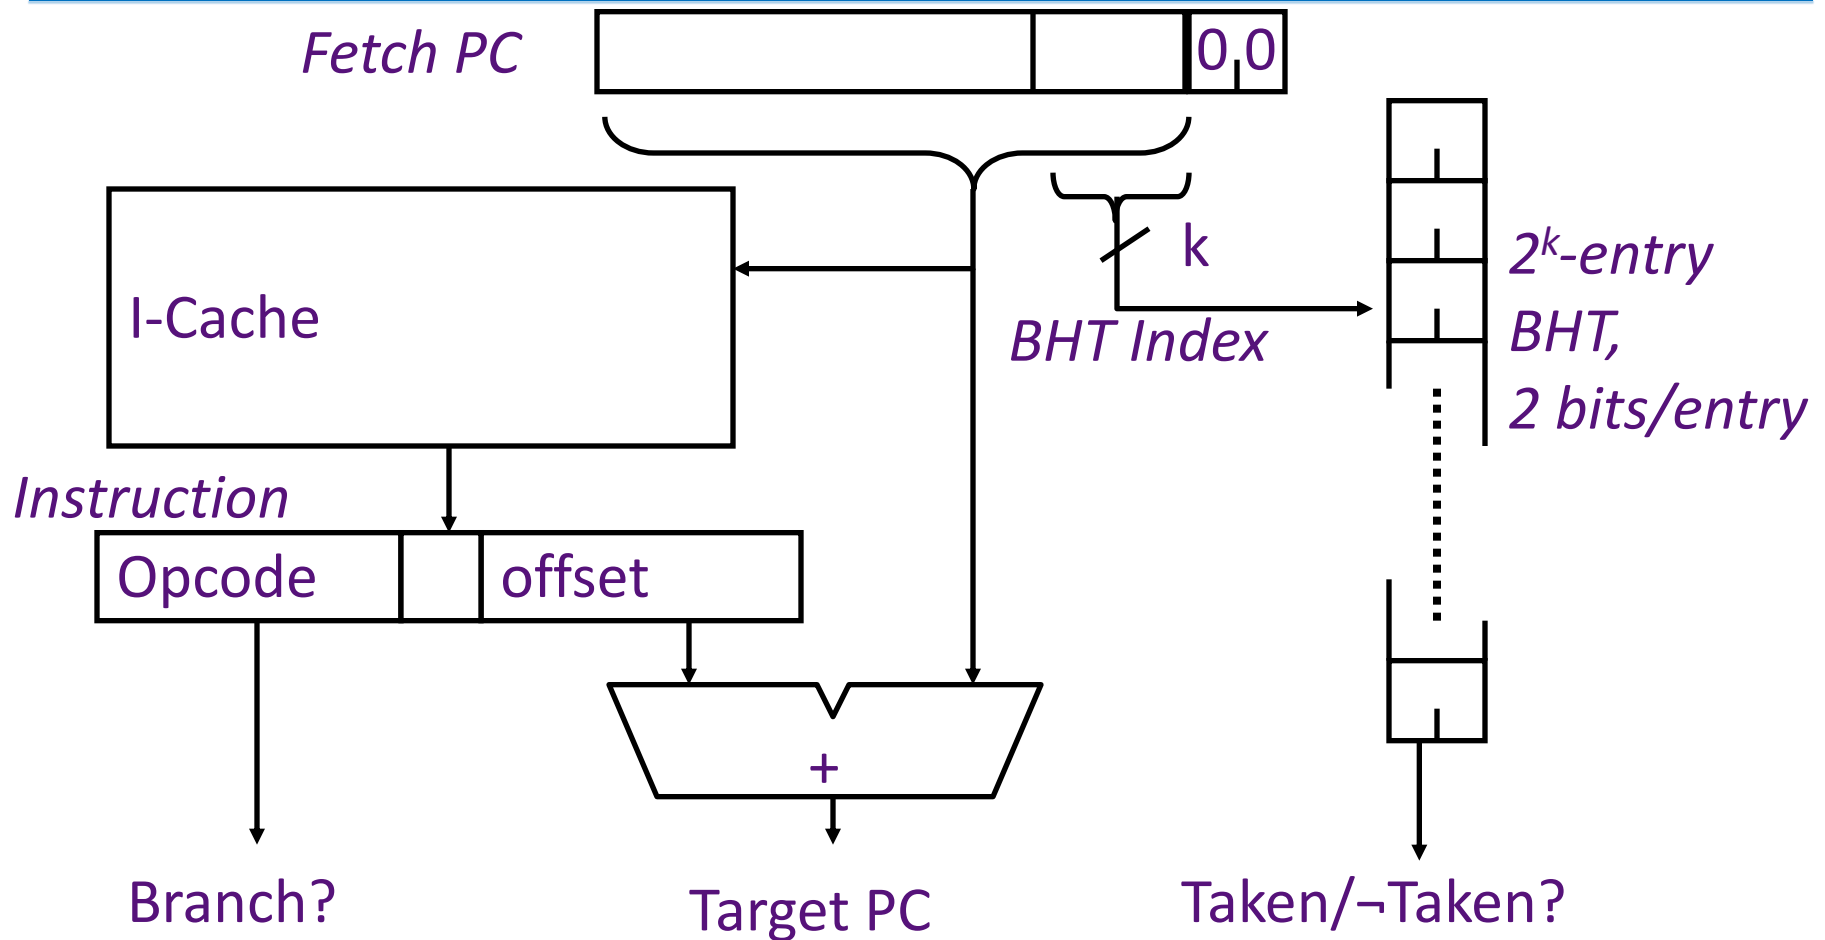 Fetch PC
0 0
k
I-Cache
BHT Index
2ᵏ-entry
BHT,
2 bits/entry
Instruction
Opcode
offset
+
Branch?
Target PC
Taken/¬Taken?